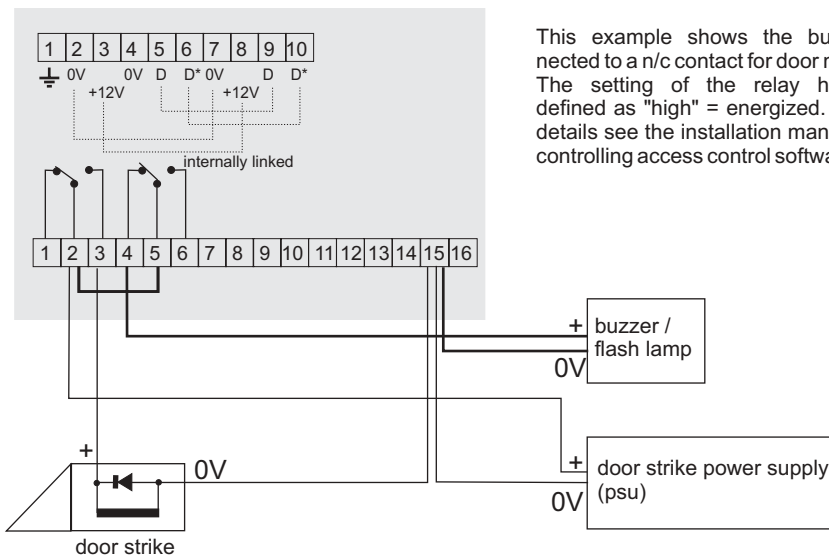 1 2 3 4 5 6 7 8 9 10
0V 0V D D* 0V D D*
+12V +12V
internally linked
1 2 3 4 5 6 7 8 9 10 11 12 13 14 15 16
This example shows the bu
nected to a n/c contact for door r
The setting of the relay h
defined as "high" = energized.
details see the installation man
controlling access control softwa
+ buzzer /
flash lamp
0V
+ door strike power supply
(psu)
0V
+
0V
door strike